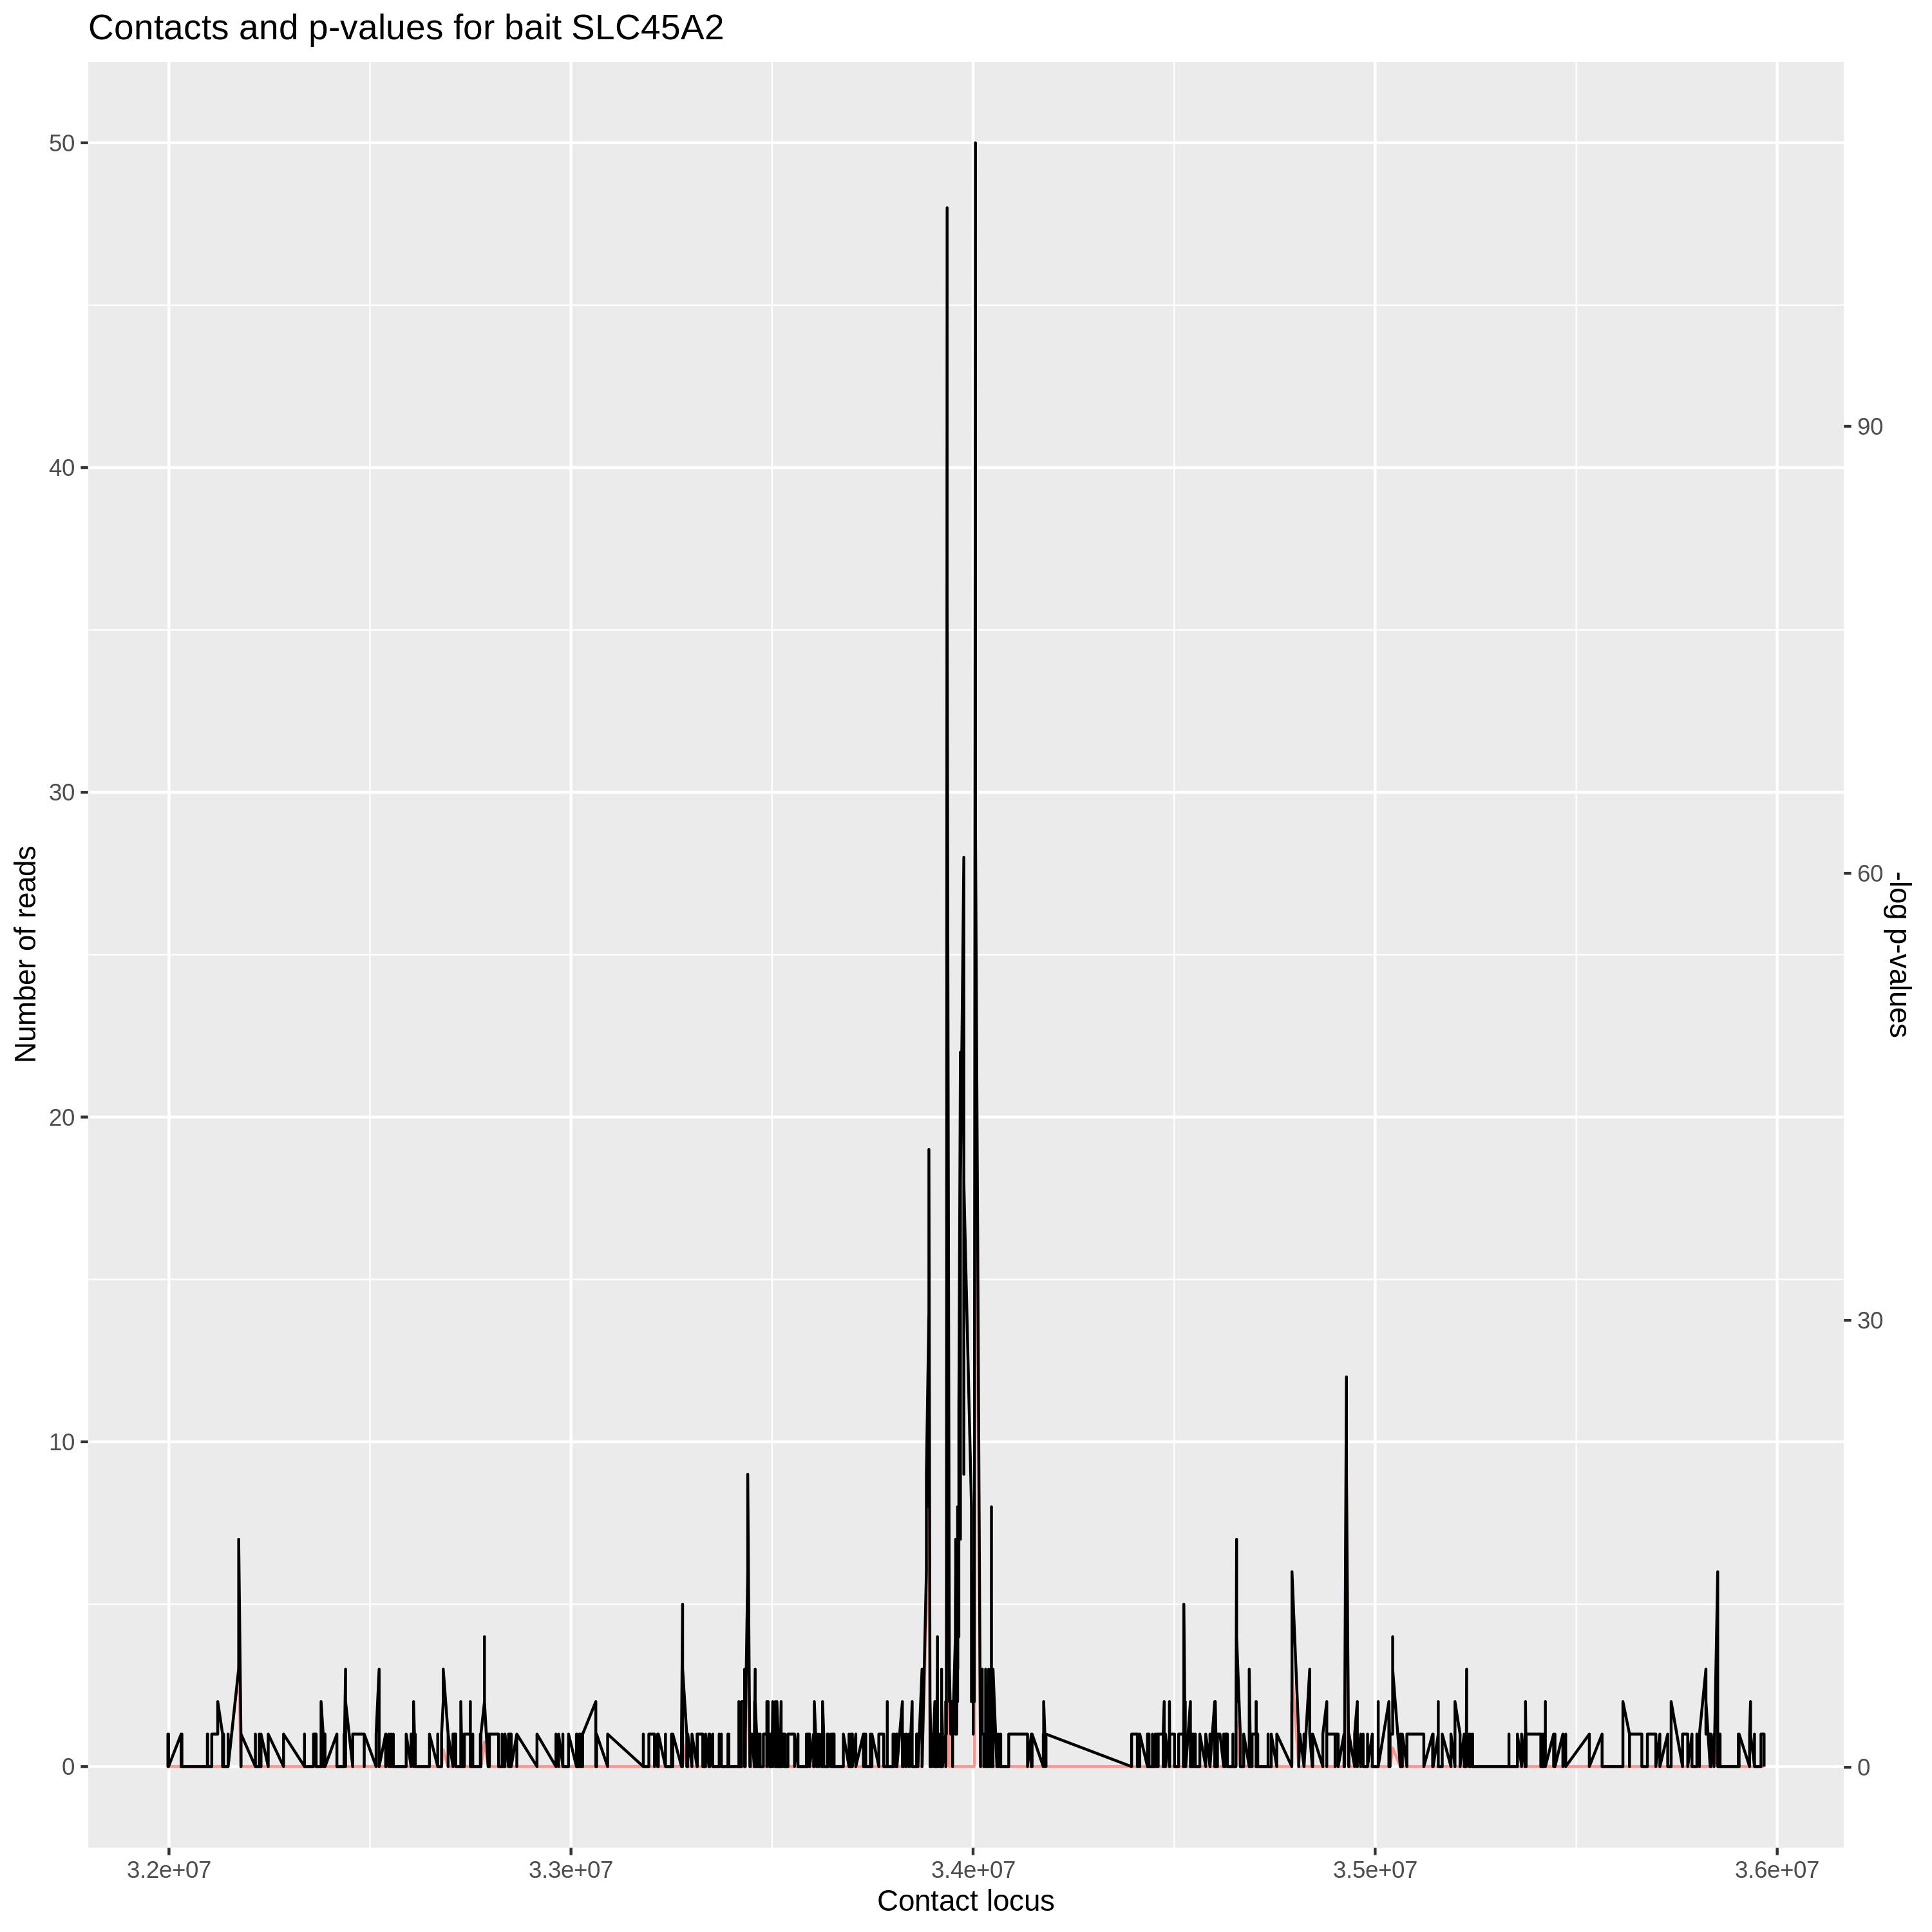 Contacts and p-values for bait SLC45A2
50
40
30
20
10
0
Number of reads
90
60
30
0
-log p-values
3.2e+07 3.3e+07 3.4e+07 3.5e+07 3.6e+07
Contact locus